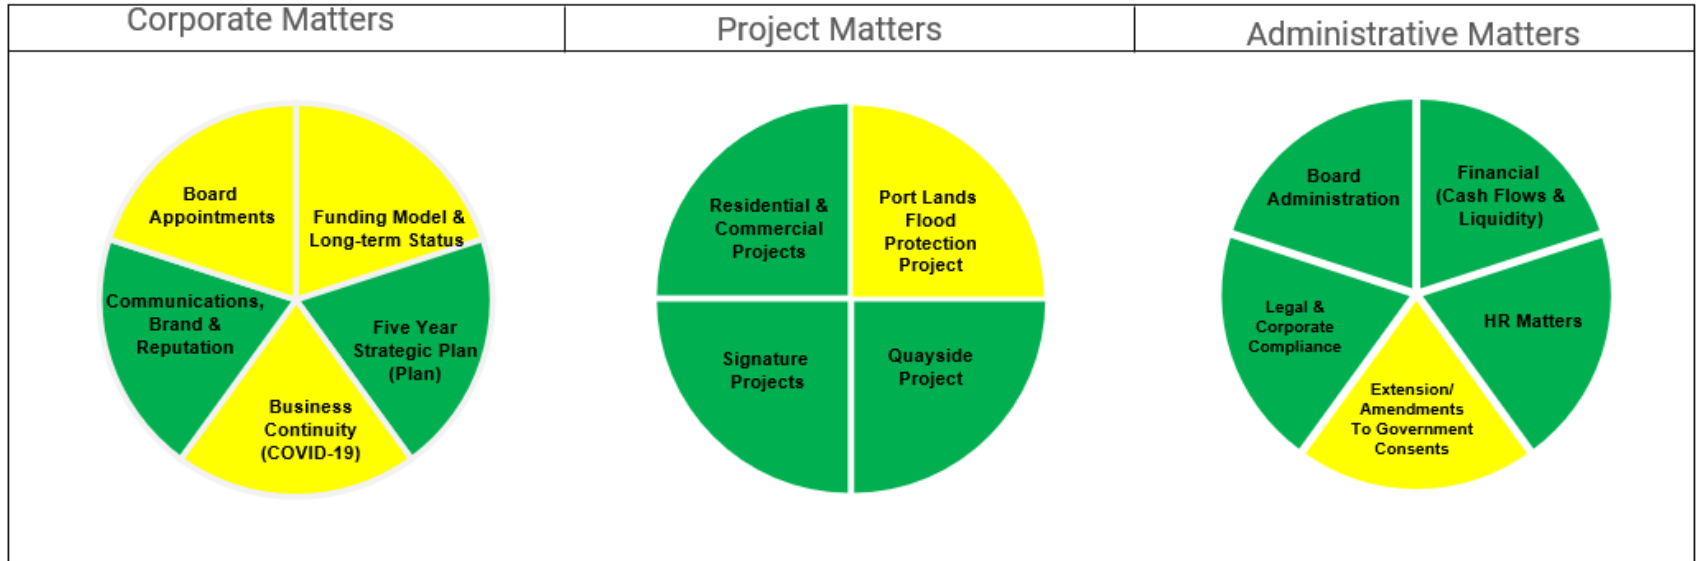 Corporate Matters
Project Matters
Administrative Matters
Board
Appointments
Funding Model &
Long-term Status
Communications,
Brand &
Reputation
Five Year
Strategic Plan
(Plan)
Business
Continuity
(COVID-19)
Residential &
Commercial
Projects
Port Lands
Flood
Protection
Project
Signature
Projects
Quayside
Project
Board
Administration
Financial
(Cash Flows &
Liquidity)
Legal &
Corporate
Compliance
HR Matters
Extension/
Amendments
To Government
Consents